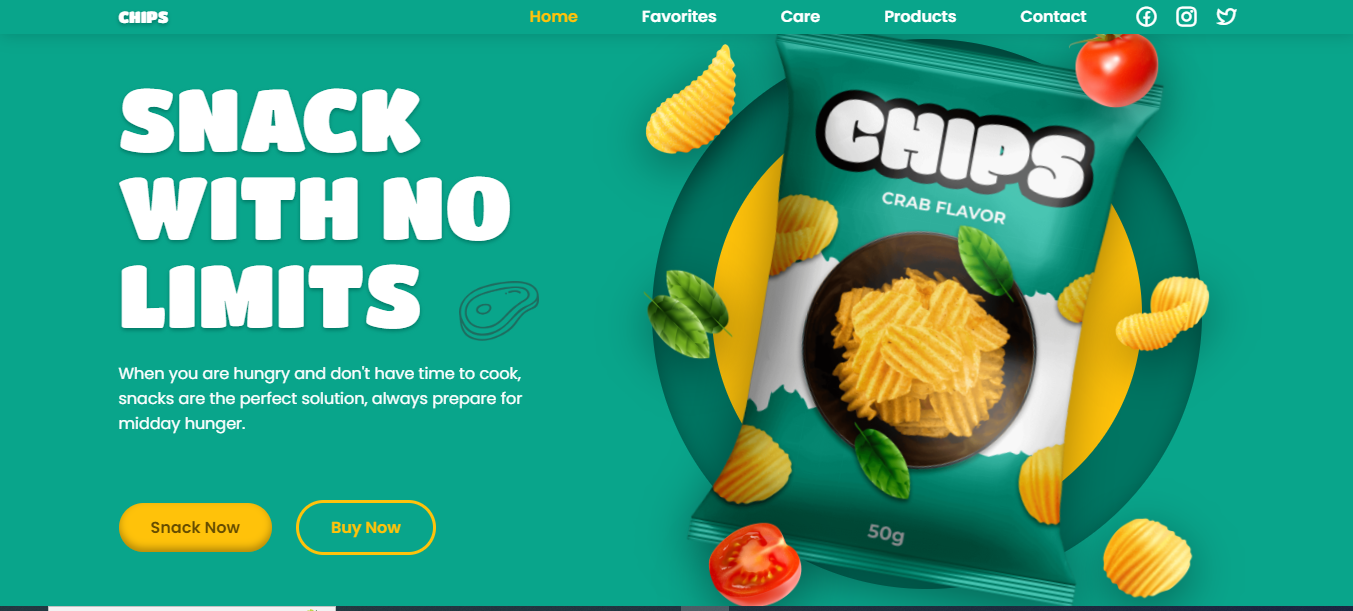 CHIPS
Home
Favorites
Care
Products
Contact
SNACK
WITH NO
LIMITS
When you are hungry and don't have time to cook,
snacks are the perfect solution, always prepare for
midday hunger.
Snack Now
Buy Now
CHIPS
CRAB FLAVOR
50g